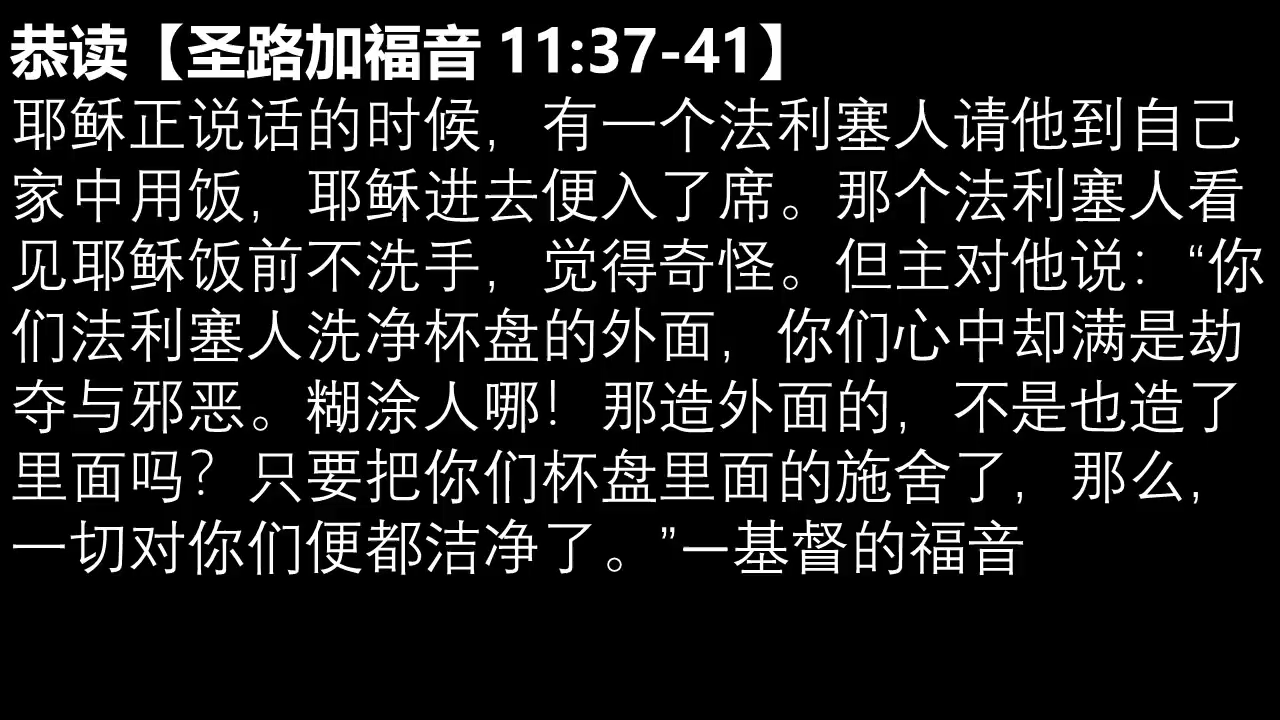 恭读【圣路加福音 11:37-41】
耶稣正说话的时候，有一个法利塞人请他到自己
家中用饭，耶稣进去便入了席。那个法利塞人看
见耶稣饭前不洗手，觉得奇怪。但主对他说：“你
们法利塞人洗净杯盘的外面，你们心中却满是劫
夺与邪恶。糊涂人哪！那造外面的，不是也造了
里面吗？只要把你们杯盘里面的施舍了，那么，
一切对你们便都洁净了。”—基督的福音